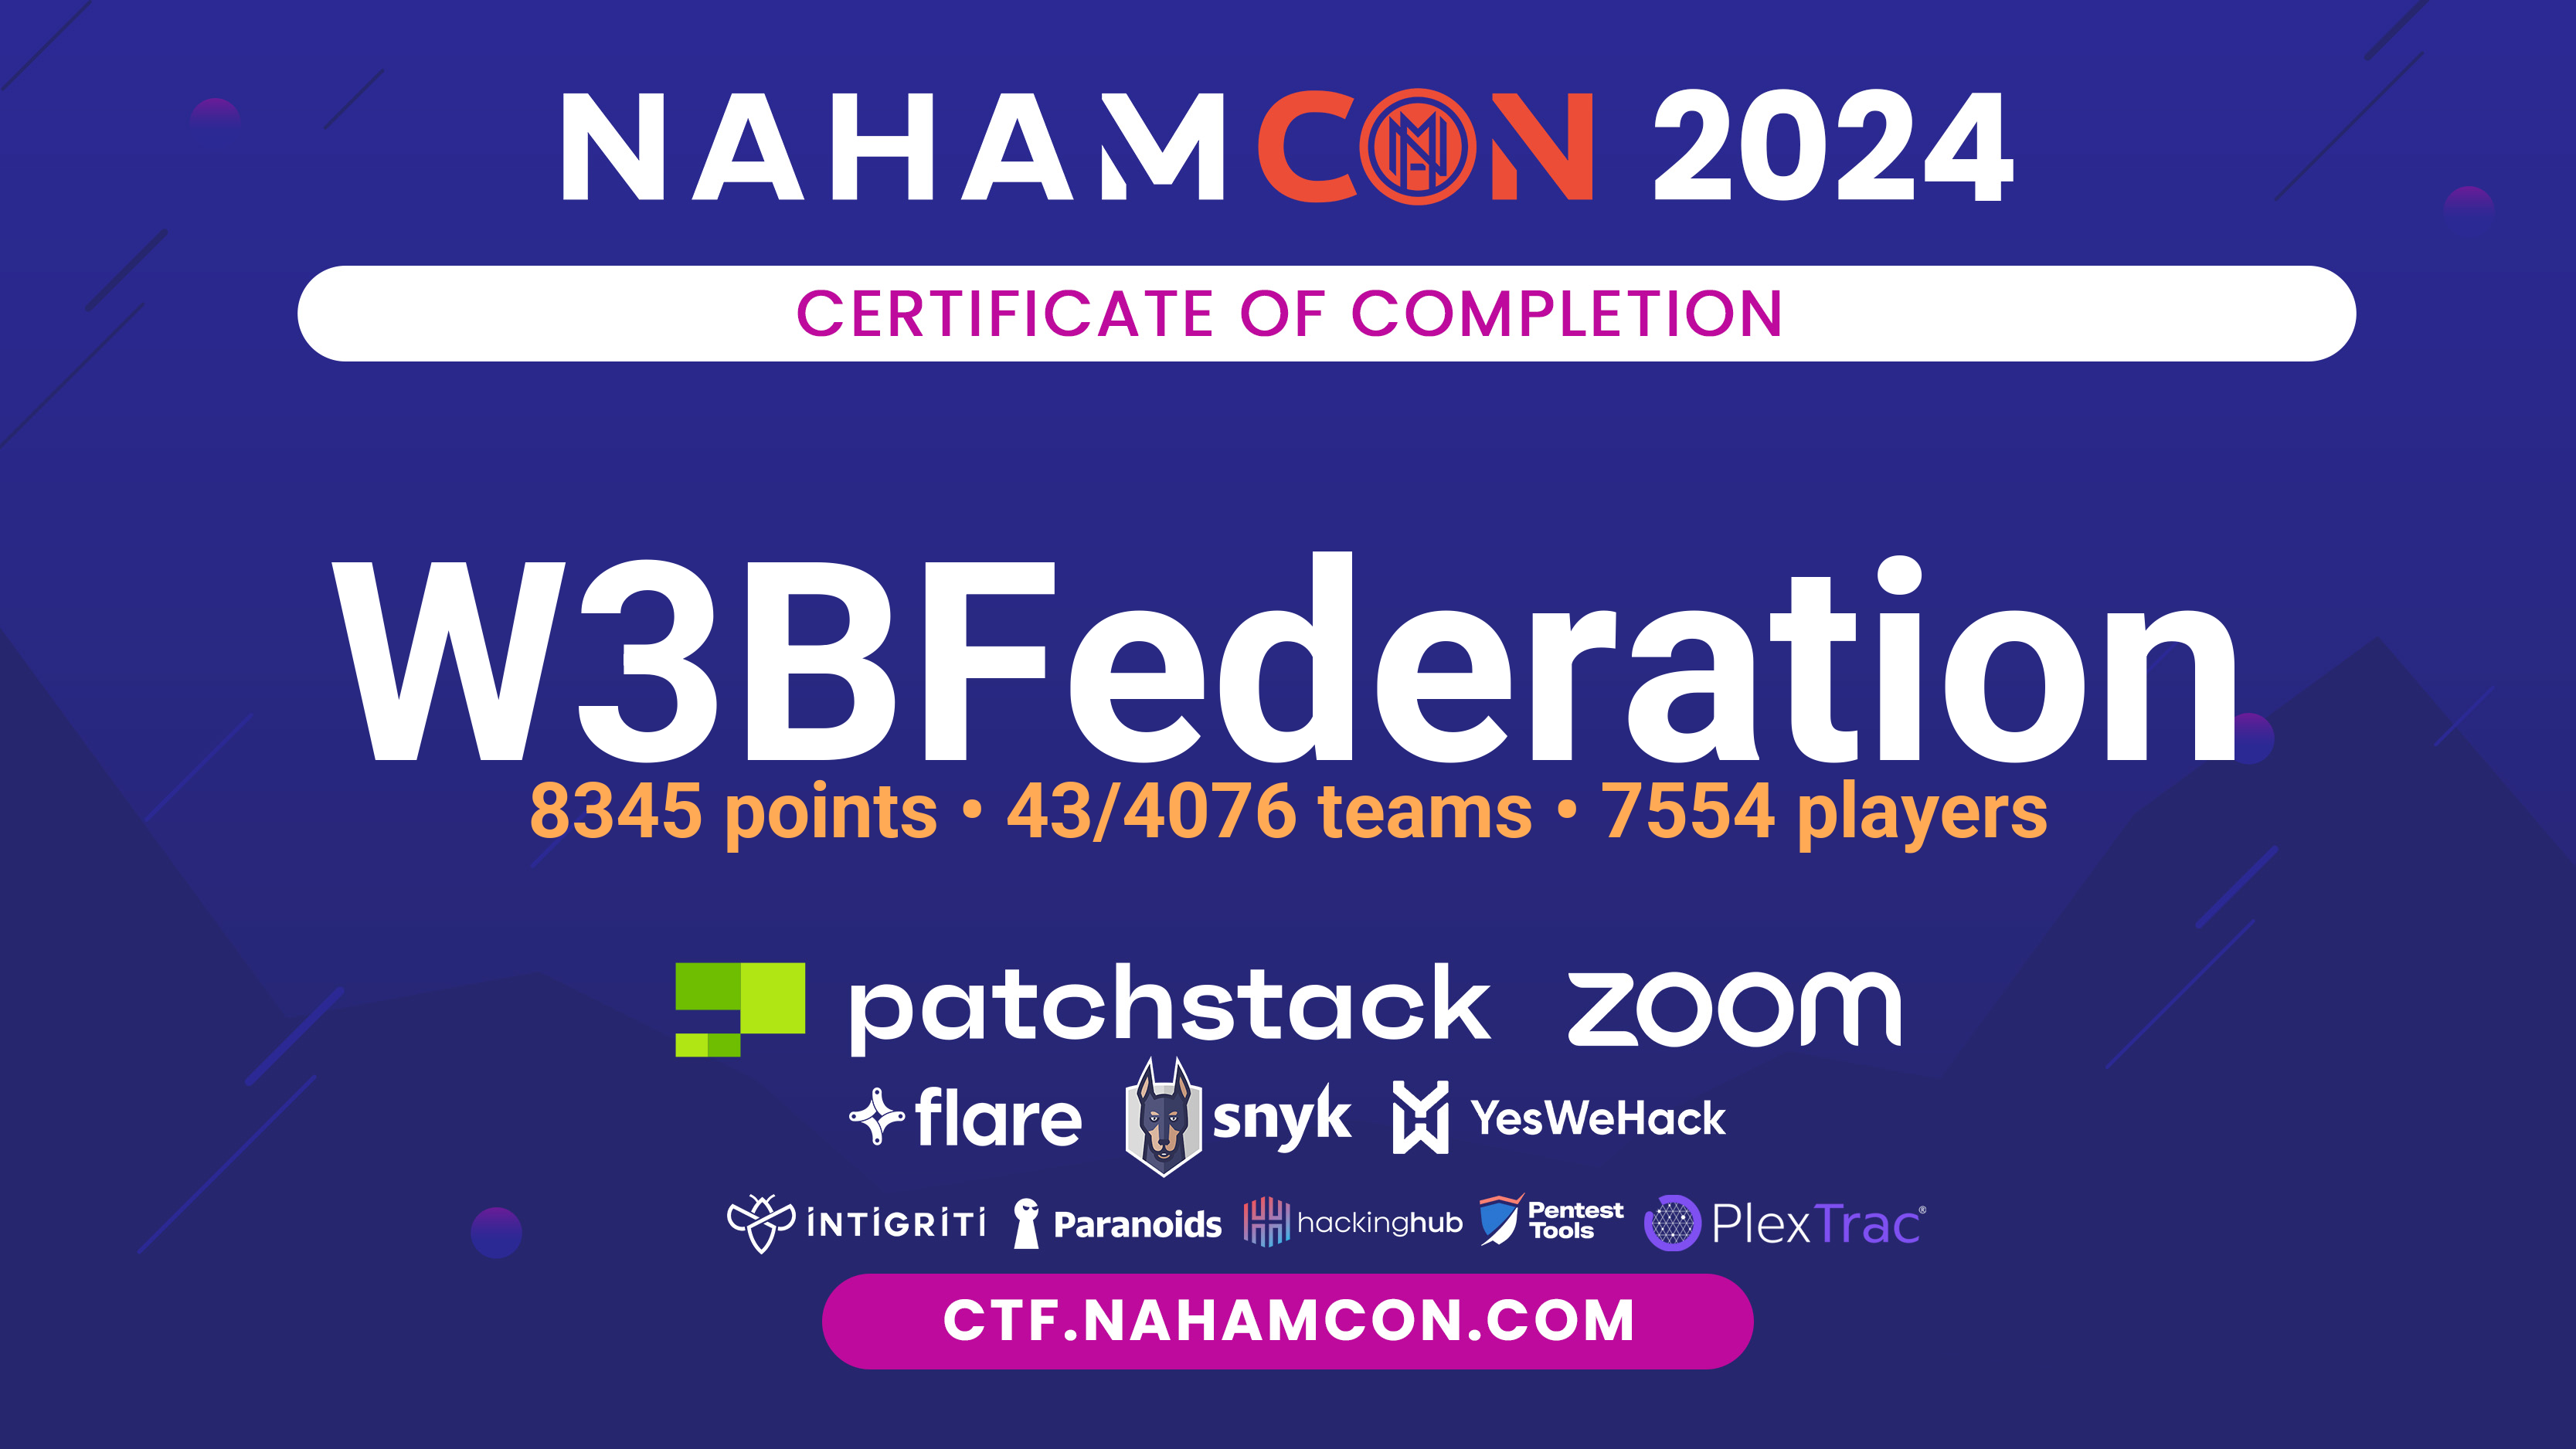 NAHAMCON 2024
CERTIFICATE OF COMPLETION
W3BFederation
8345 points • 43/4076 teams • 7554 players
patchstack zoom
flare snyk YesWeHack
INTIGRITI Paranoids hackinghub Pentest Tools PlexTrac®
CTF.NAHAMCON.COM